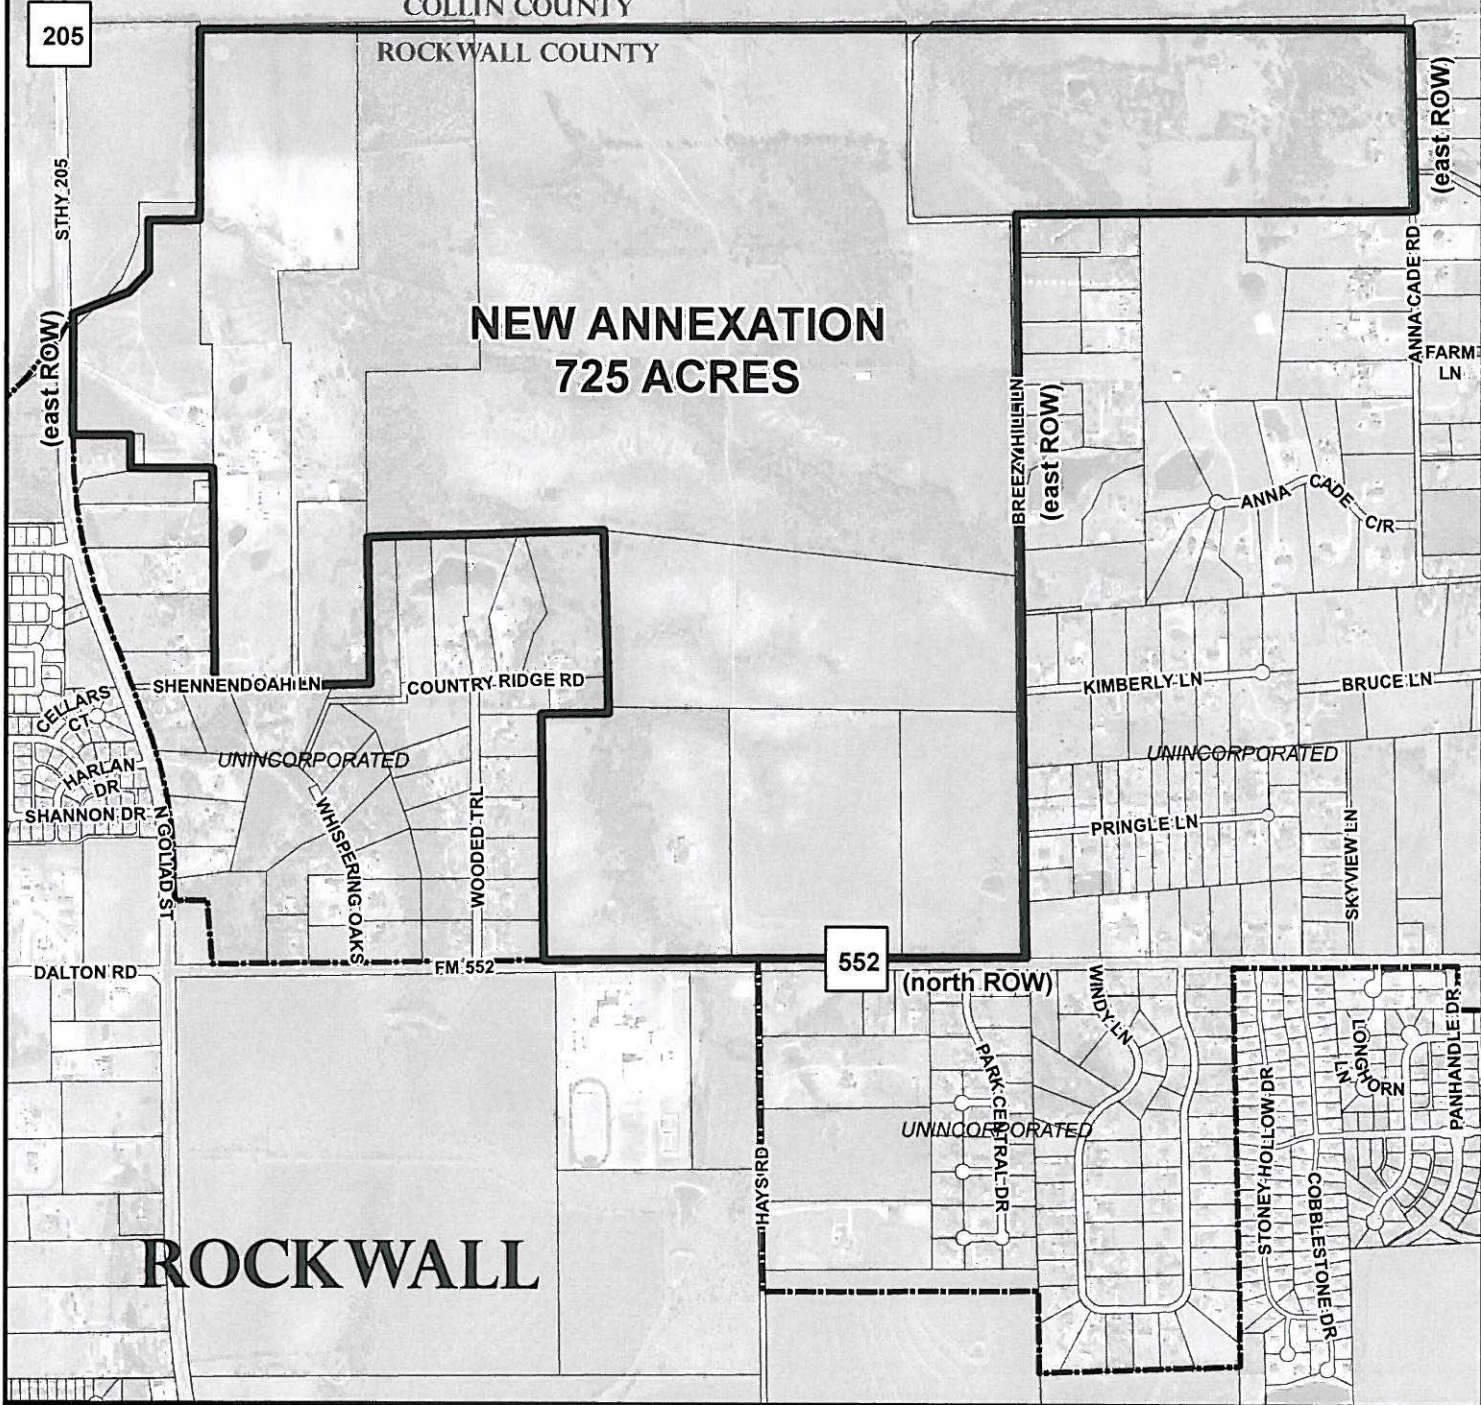 COLLIN COUNTY
205
ROCKWALL COUNTY
(east ROW)
STHY 205
ANNA CADE RD
NEW ANNEXATION
725 ACRES
(east ROW)
FARM
LN
BREEZY HILL LN
(east ROW)
ANNA CADE CIR
SHENNENDOAH LN
COUNTRY RIDGE RD
KIMBERLY LN
BRUCE LN
CELLARS
CT
UNINCORPORATED
UNINCORPORATED
HARLAN
DR
SHANNON DR
N GOLIAD ST
WHISPERING OAKS
WOODED TRL
PRINGLE LN
SKYVIEW LN
DALTON RD
FM 552
552
(north ROW)
WINDY LN
PARK CENTRAL DR
LONGHORN
LN
PANHANDLE DR
UNINCORPORATED
HAYS RD
STONEY HOLLOW DR
COBBLESTONE DR
ROCKWALL